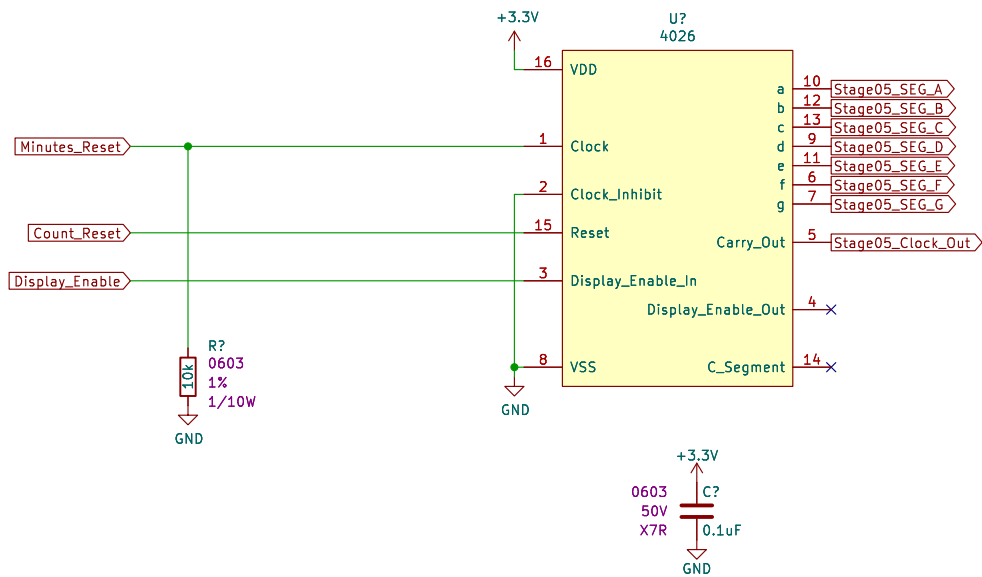 +3.3V
U?
4026
16 VDD
a 10 Stage05_SEG_A
b 12 Stage05_SEG_B
c 13 Stage05_SEG_C
Minutes_Reset 1 Clock d 9 Stage05_SEG_D
e 11 Stage05_SEG_E
f 6 Stage05_SEG_F
2 Clock_Inhibit g 7 Stage05_SEG_G
Count_Reset 15 Reset
Carry_Out 5 Stage05_Clock_Out
Display_Enable 3 Display_Enable_In
Display_Enable_Out 4
8 VSS C_Segment 14
R?
0603
10k
1%
1/10W
GND
GND
+3.3V
0603 C?
50V
X7R 0.1uF
GND